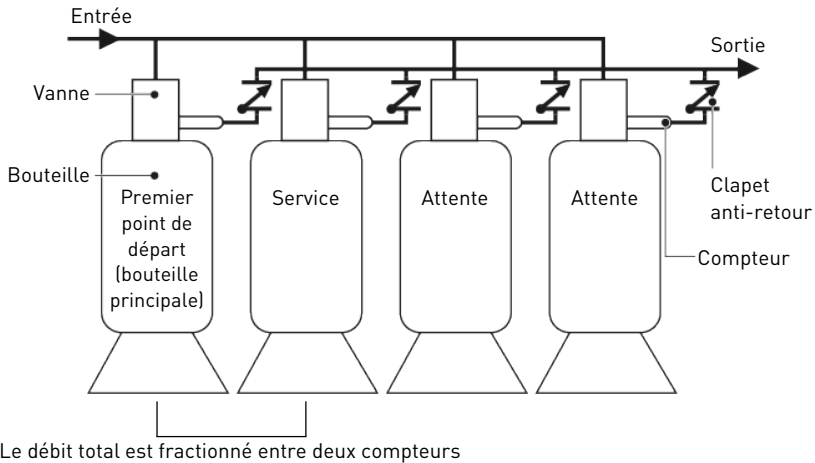 Entrée
Sortie
Vanne
Bouteille
Premier
point de
départ
(bouteille
principale)
Service
Attente
Attente
Clapet
anti-retour
Compteur
Le débit total est fractionné entre deux compteurs